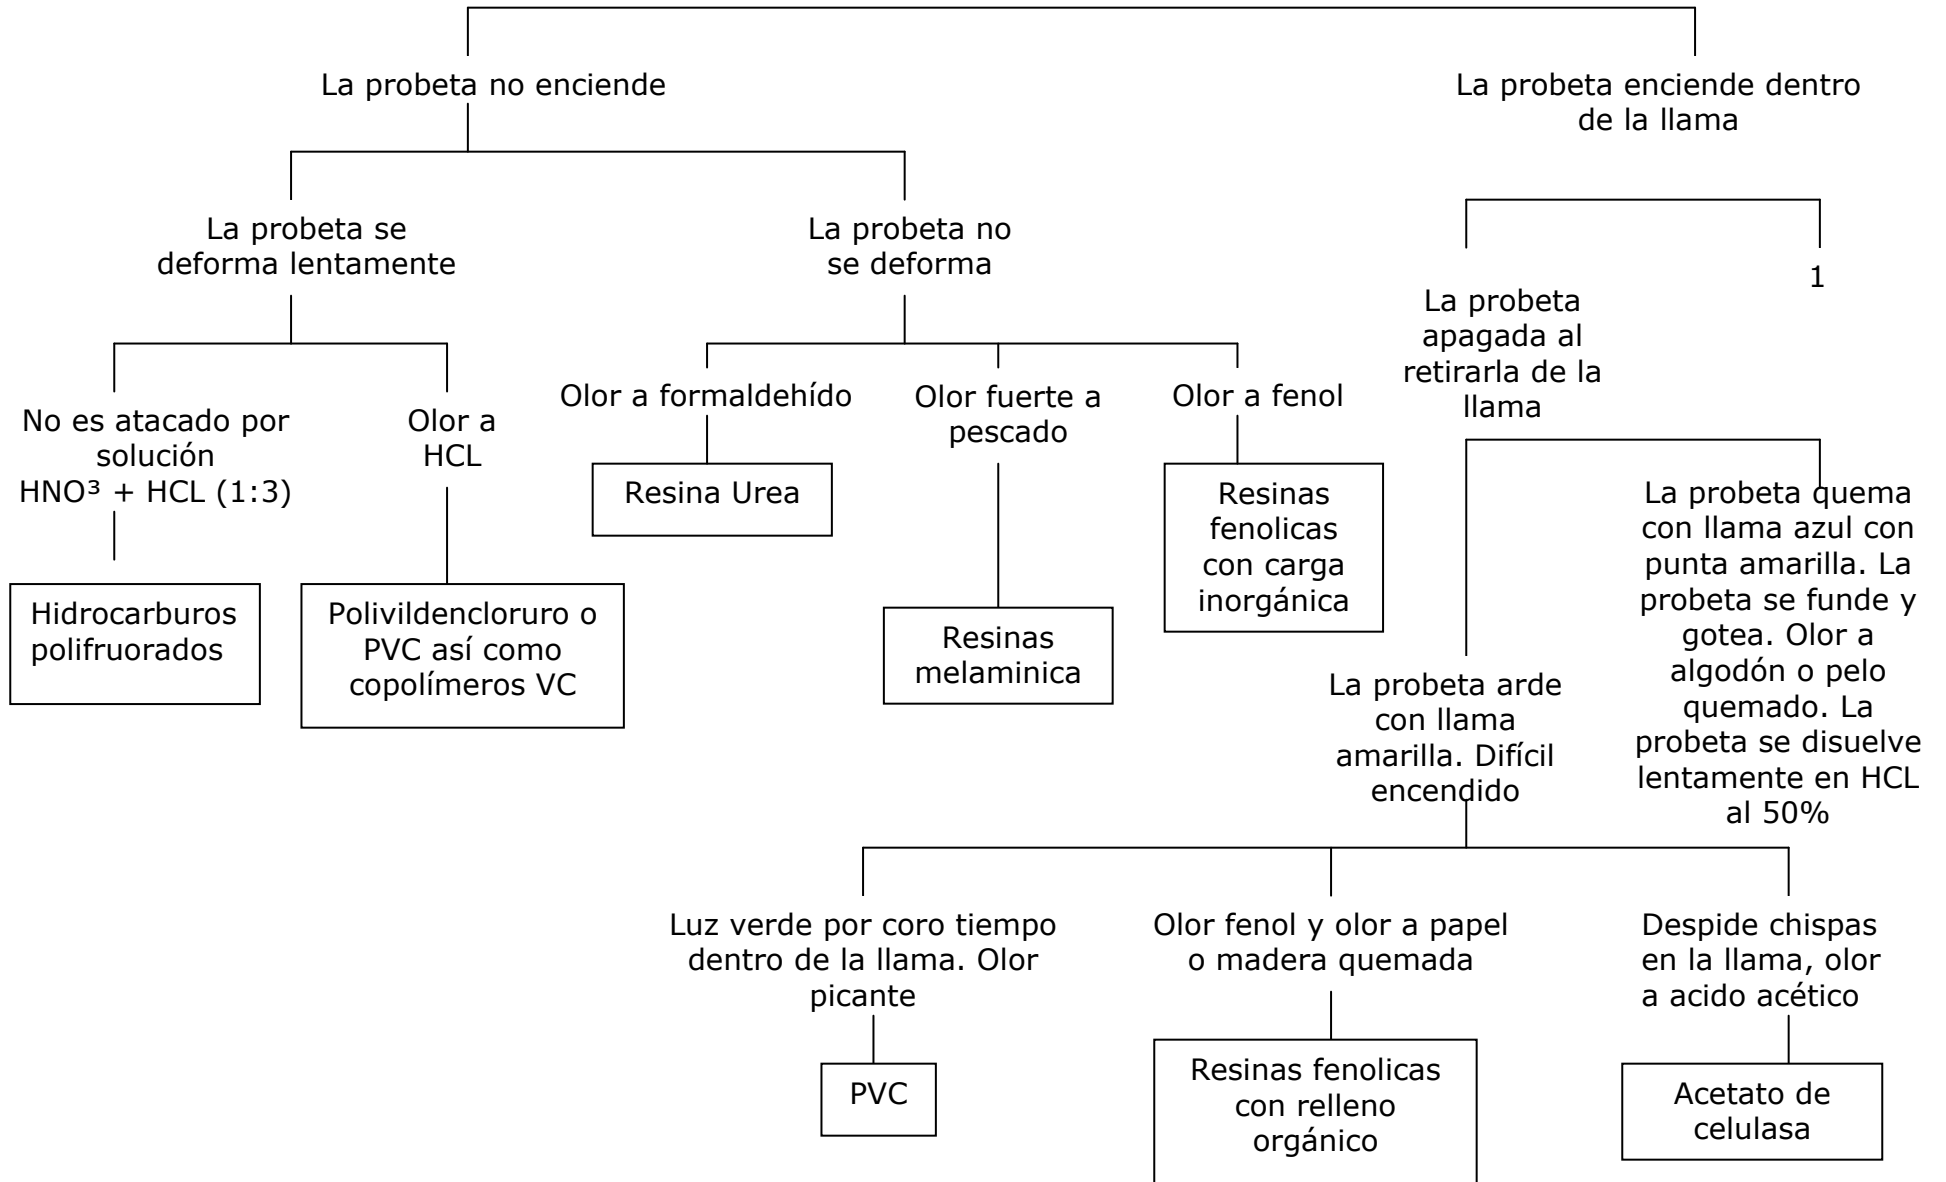 La probeta no enciende
La probeta enciende dentro
de la llama
La probeta se
deforma lentamente
La probeta no
se deforma
1
La probeta
apagada al
retirarla de la
llama
No es atacado por
solución
HNO³ + HCL (1:3)
Olor a
HCL
Olor a formaldehído
Olor fuerte a
pescado
Olor a fenol
Hidrocarburos
polifruorados
Polivildencloruro o
PVC así como
copolímeros VC
Resina Urea
Resinas
melaminica
Resinas
fenolicas
con carga
inorgánica
La probeta arde
con llama
amarilla. Difícil
encendido
La probeta quema
con llama azul con
punta amarilla. La
probeta se funde y
gotea. Olor a
algodón o pelo
quemado. La
probeta se disuelve
lentamente en HCL
al 50%
Luz verde por coro tiempo
dentro de la llama. Olor
picante
Olor fenol y olor a papel
o madera quemada
Despide chispas
en la llama, olor
a acido acético
PVC
Resinas fenolicas
con relleno
orgánico
Acetato de
celulasa